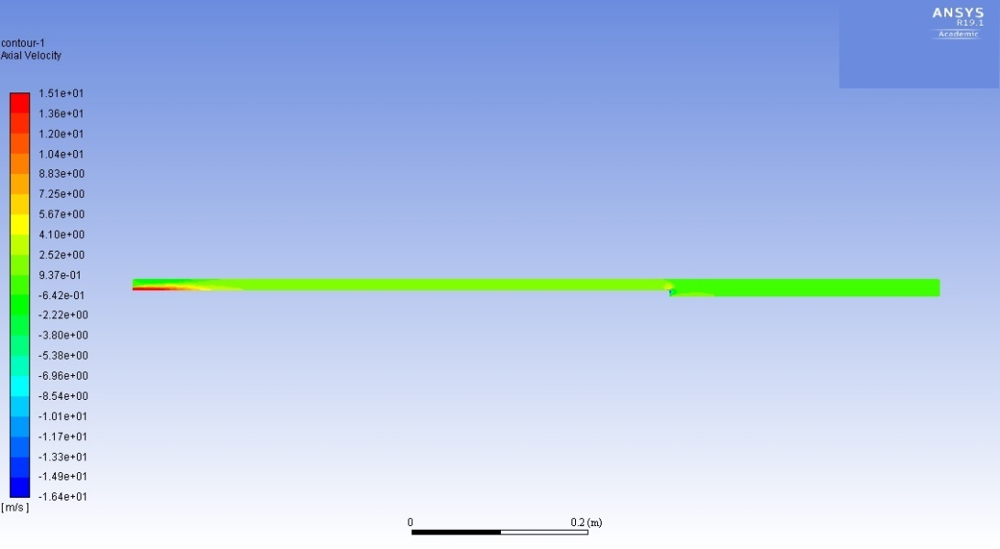 ANSYS
R19.1
Academic
contour-1
Axial Velocity
1.51e+01
1.36e+01
1.20e+01
1.04e+01
8.83e+00
7.25e+00
5.67e+00
4.10e+00
2.52e+00
9.37e-01
-6.42e-01
-2.22e+00
-3.80e+00
-5.38e+00
-6.96e+00
-8.54e+00
-1.01e+01
-1.17e+01
-1.33e+01
-1.49e+01
-1.64e+01
[m/s]
0 0.2 (m)